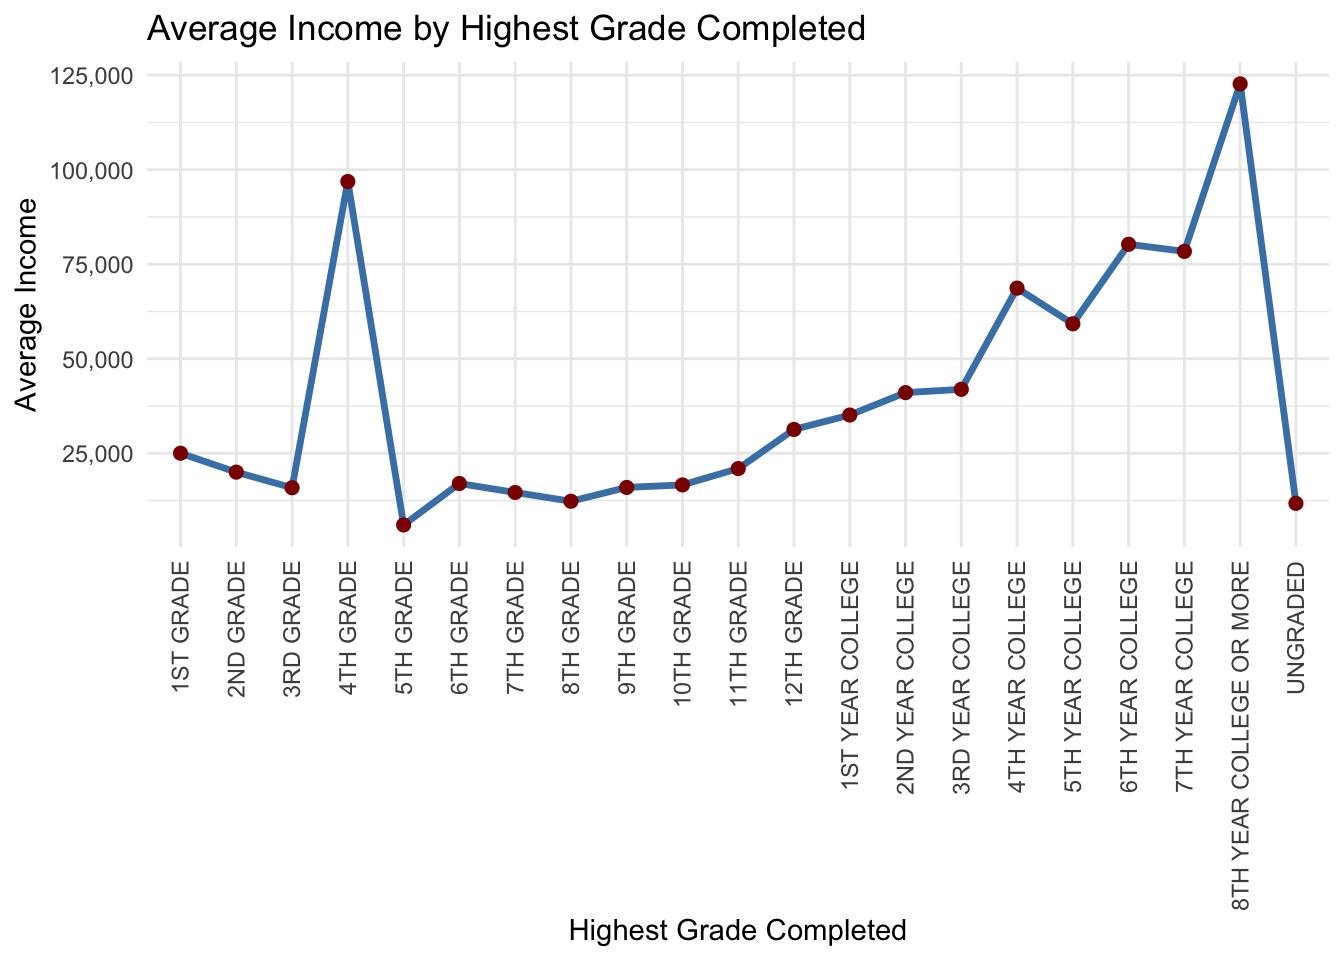 Average Income by Highest Grade Completed
Average Income
125,000
100,000
75,000
50,000
25,000
1ST GRADE
2ND GRADE
3RD GRADE
4TH GRADE
5TH GRADE
6TH GRADE
7TH GRADE
8TH GRADE
9TH GRADE
10TH GRADE
11TH GRADE
12TH GRADE
1ST YEAR COLLEGE
2ND YEAR COLLEGE
3RD YEAR COLLEGE
4TH YEAR COLLEGE
5TH YEAR COLLEGE
6TH YEAR COLLEGE
7TH YEAR COLLEGE
8TH YEAR COLLEGE OR MORE
UNGRADED
Highest Grade Completed